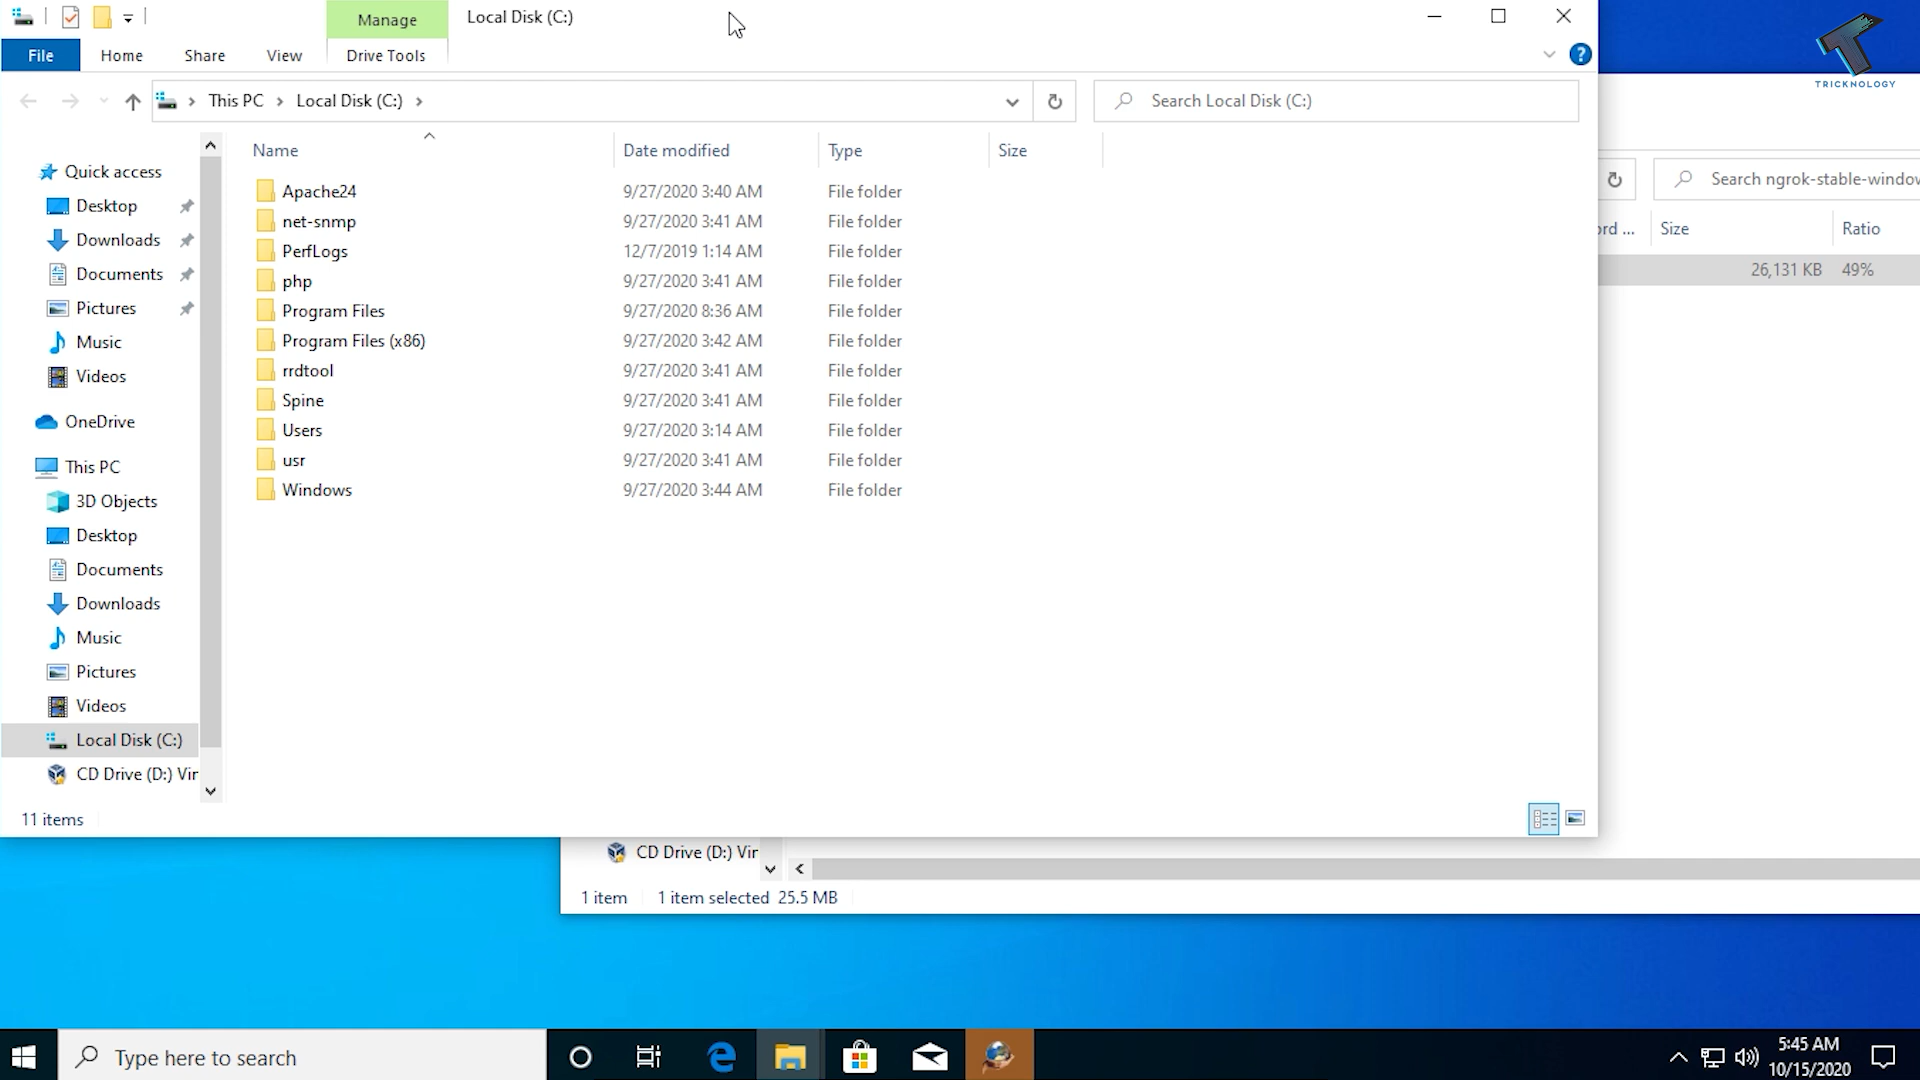 Manage
Local Disk (C:)
File
Home
Share
View
Drive Tools
This PC
Local Disk (C:)
Search Local Disk (C:)
TRICKNOLOGY
Name
Date modified
Type
Size
Quick access
Desktop
Downloads
Documents
Pictures
Music
Videos
OneDrive
This PC
3D Objects
Desktop
Documents
Downloads
Music
Pictures
Videos
Local Disk (C:)
CD Drive (D:) Vir
Apache24 9/27/2020 3:40 AM File folder
net-snmp 9/27/2020 3:41 AM File folder
PerfLogs 12/7/2019 1:14 AM File folder
php 9/27/2020 3:41 AM File folder
Program Files 9/27/2020 8:36 AM File folder
Program Files (x86) 9/27/2020 3:42 AM File folder
rrdtool 9/27/2020 3:41 AM File folder
Spine 9/27/2020 3:41 AM File folder
Users 9/27/2020 3:14 AM File folder
usr 9/27/2020 3:41 AM File folder
Windows 9/27/2020 3:44 AM File folder
11 items
Search ngrok-stable-window
ord ...
Size
Ratio
26,131 KB 49%
CD Drive (D:) Vir
1 item 1 item selected 25.5 MB
Type here to search
5:45 AM
10/15/2020